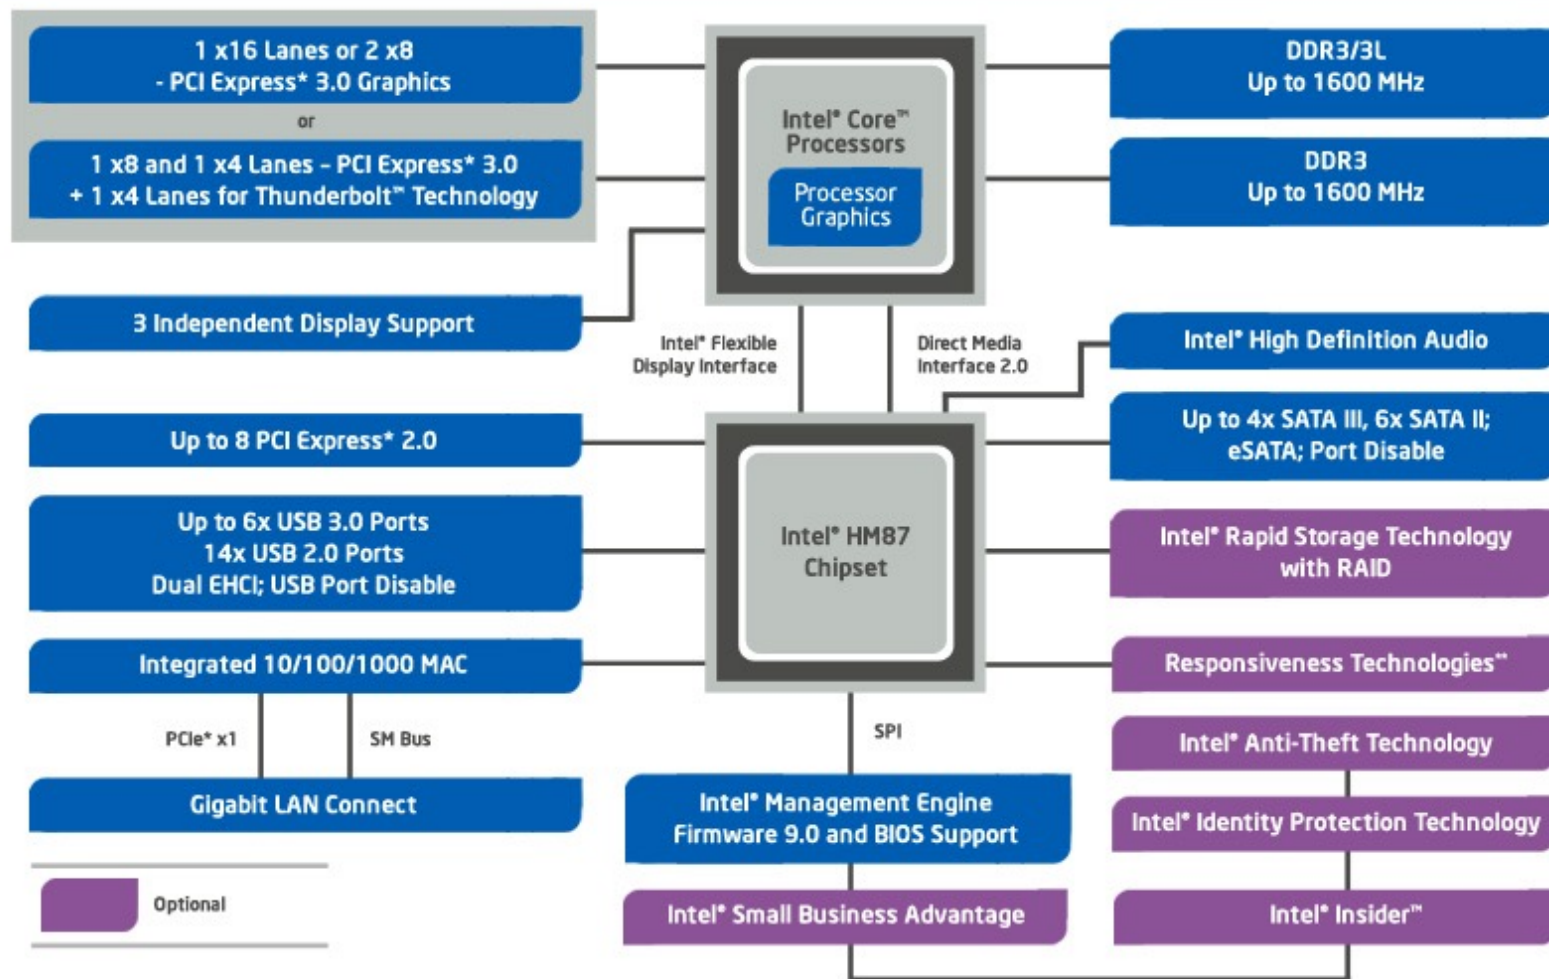 1 x16 Lanes or 2 x8
- PCI Express* 3.0 Graphics
or
1 x8 and 1 x4 Lanes – PCI Express* 3.0
+ 1 x4 Lanes for Thunderbolt™ Technology
3 Independent Display Support
Intel® Core™
Processors
Processor
Graphics
DDR3/3L
Up to 1600 MHz
DDR3
Up to 1600 MHz
Intel® Flexible
Display Interface
Direct Media
Interface 2.0
Intel® High Definition Audio
Up to 8 PCI Express* 2.0
Up to 4x SATA III, 6x SATA II;
eSATA; Port Disable
Up to 6x USB 3.0 Ports
14x USB 2.0 Ports
Dual EHCI; USB Port Disable
Intel® HM87
Chipset
Intel® Rapid Storage Technology
with RAID
Integrated 10/100/1000 MAC
Responsiveness Technologies**
PCIe* x1
SM Bus
SPI
Intel® Anti-Theft Technology
Gigabit LAN Connect
Intel® Management Engine
Firmware 9.0 and BIOS Support
Intel® Identity Protection Technology
Optional
Intel® Small Business Advantage
Intel® Insider™